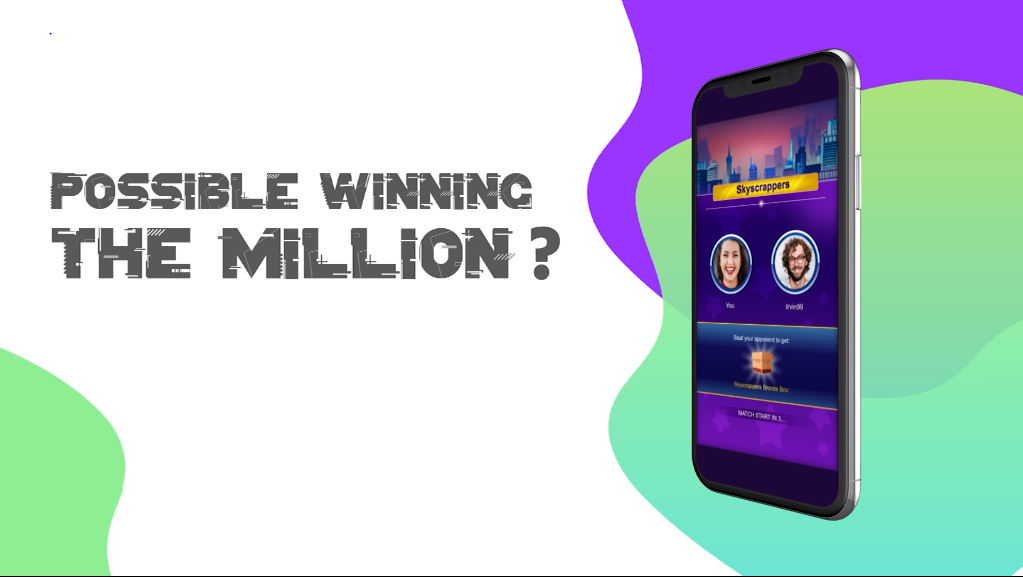 POSSIBLE WINNING
THE MILLION ?
Skyscrappers
You
Irvin99
Beat your opponent to get:
Skyscrappers Bronze Box
MATCH START IN 3...